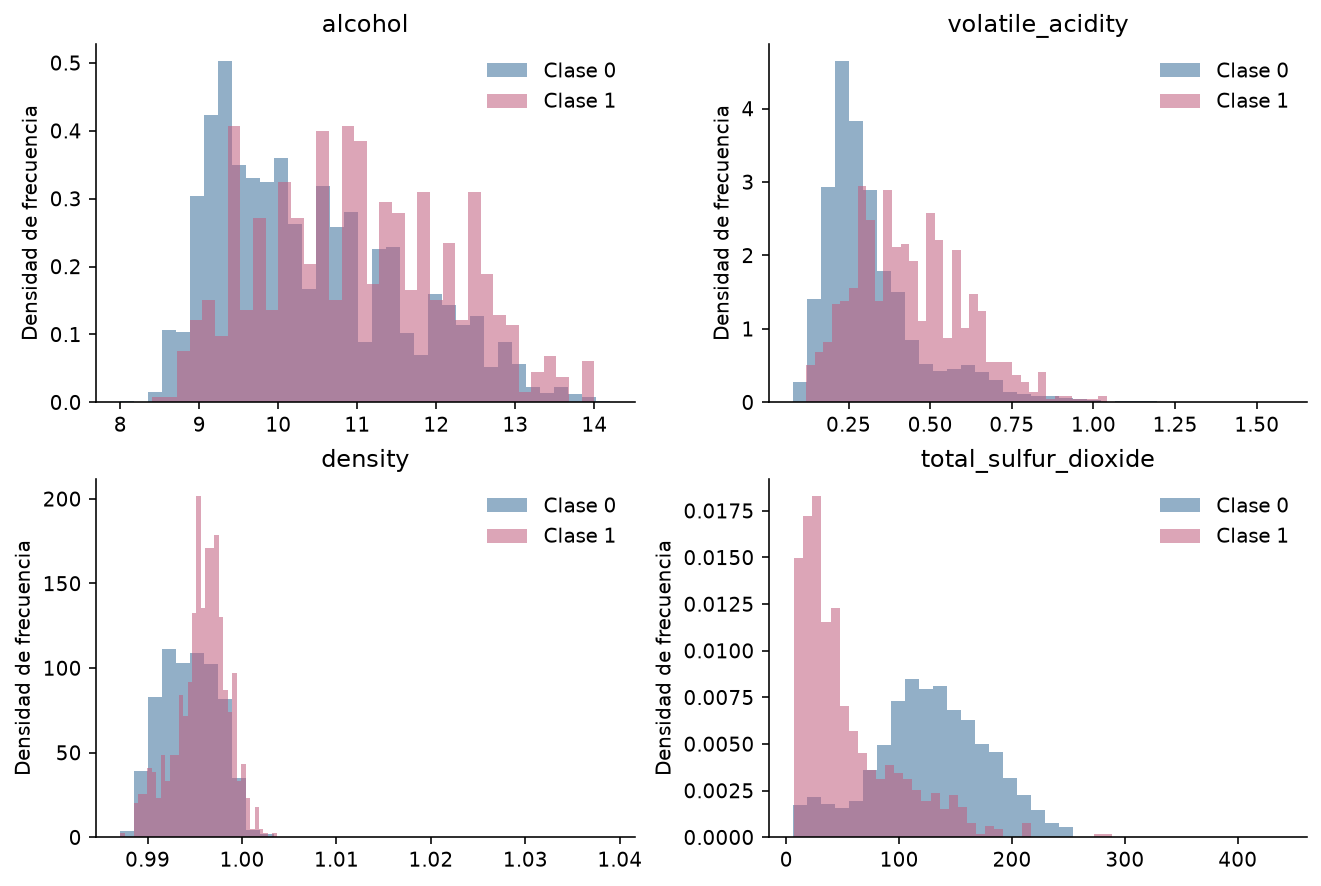 alcohol
Densidad de frecuencia
0.5
0.4
0.3
0.2
0.1
0.0
8 9 10 11 12 13 14
Clase 0
Clase 1
volatile_acidity
Densidad de frecuencia
4
3
2
1
0
0.25 0.50 0.75 1.00 1.25 1.50
Clase 0
Clase 1
density
Densidad de frecuencia
200
150
100
50
0
0.99 1.00 1.01 1.02 1.03 1.04
Clase 0
Clase 1
total_sulfur_dioxide
Densidad de frecuencia
0.0175
0.0150
0.0125
0.0100
0.0075
0.0050
0.0025
0.0000
0 100 200 300 400
Clase 0
Clase 1